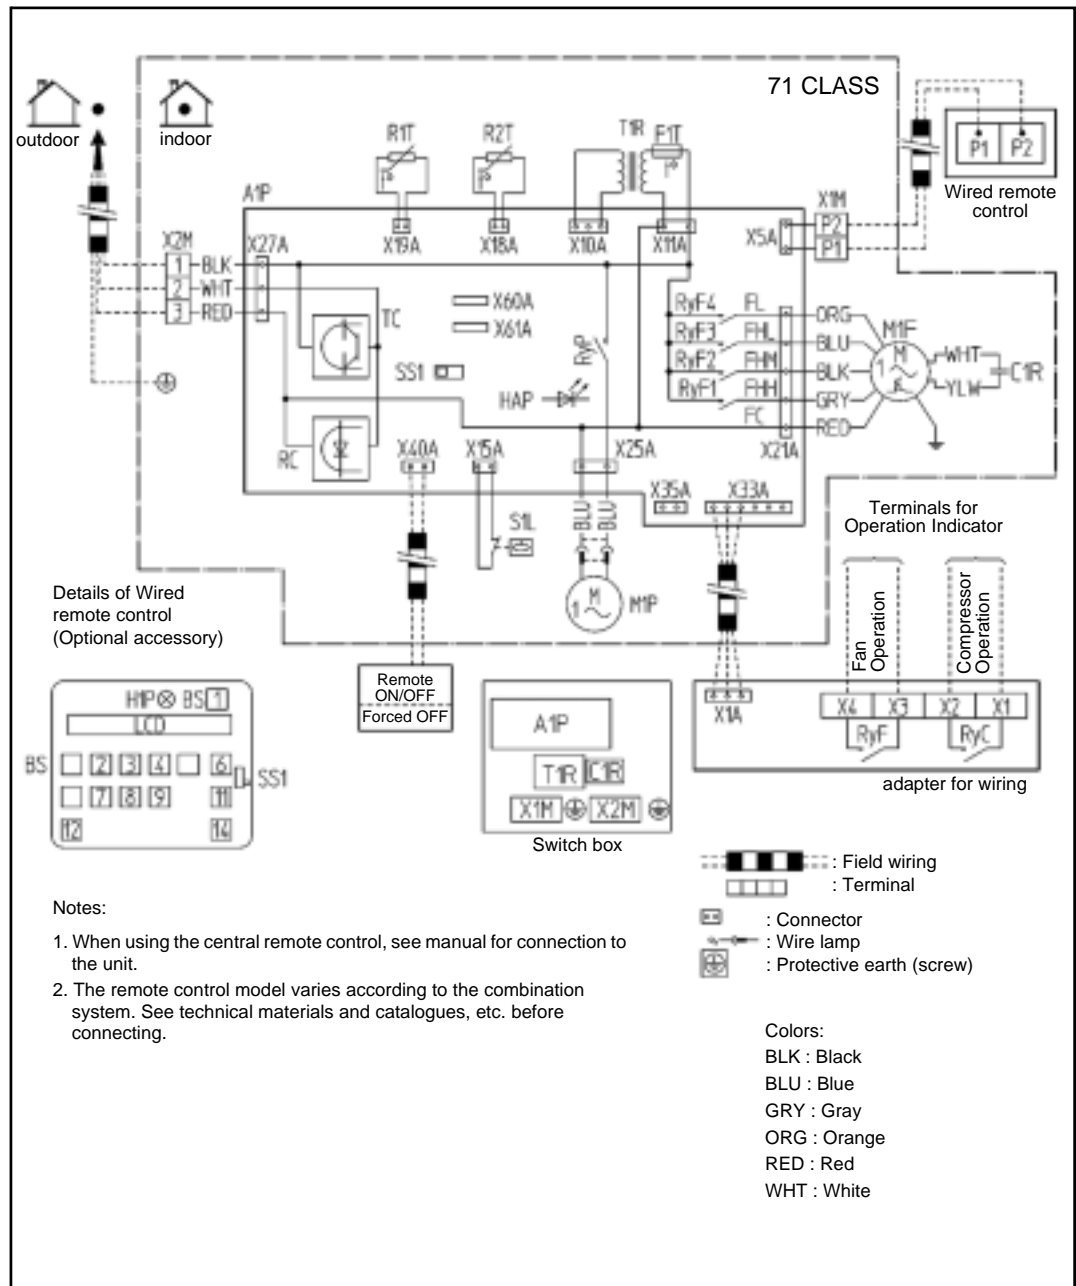 71 CLASS
outdoor
indoor
R1T
R2T
T1R
F1T
P1 P2
Wired remote
control
A1P
X1M
X2M
X27A
X19A
X18A
X10A
X11A
X5A
P2
P1
1 BLK
2 WHT
3 RED
TC
X60A
X61A
SS1
HAP
RyP
RyF4 FL ORG
RyF3 FHL BLU
RyF2 FHM BLK
RyF1 FHH GRY
FC RED
M1F
M
1
WHT
YLW
C1R
RC
X40A
X15A
X25A
X21A
X35A
X33A
S1L
BLU
BLU
M
1
M1P
Terminals for
Operation Indicator
Fan
Operation
Compressor
Operation
Details of Wired
remote control
(Optional accessory)
Remote
ON/OFF
Forced OFF
X1A
X4 X3 X2 X1
RyF RyC
adapter for wiring
H1P BS 1
LCD
BS 2 3 4 6 SS1
7 8 9 11
12 14
A1P
T1R C1R
X1M X2M
Switch box
: Field wiring
: Terminal
: Connector
: Wire lamp
: Protective earth (screw)
Notes:
1. When using the central remote control, see manual for connection to
the unit.
2. The remote control model varies according to the combination
system. See technical materials and catalogues, etc. before
connecting.
Colors:
BLK : Black
BLU : Blue
GRY : Gray
ORG : Orange
RED : Red
WHT : White